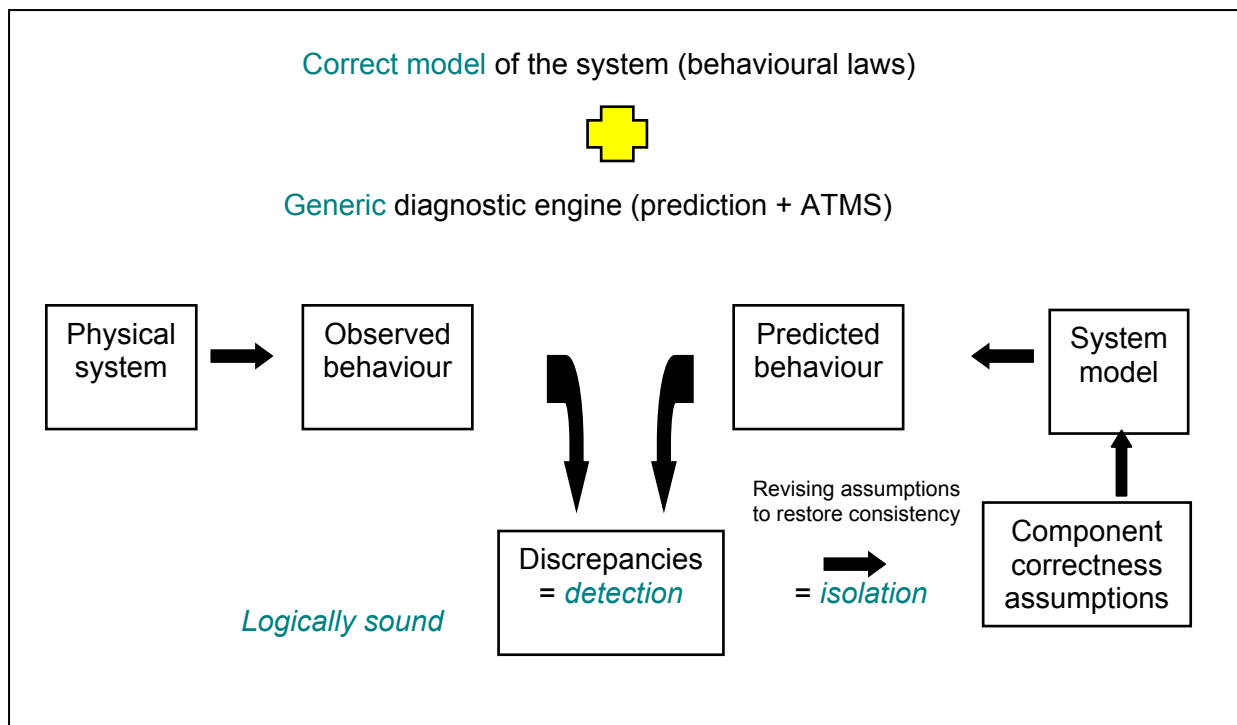 Correct model of the system (behavioural laws)
Generic diagnostic engine (prediction + ATMS)
Physical
system
Observed
behaviour
Predicted
behaviour
System
model
Revising assumptions
to restore consistency
= isolation
Discrepancies
= detection
Component
correctness
assumptions
Logically sound